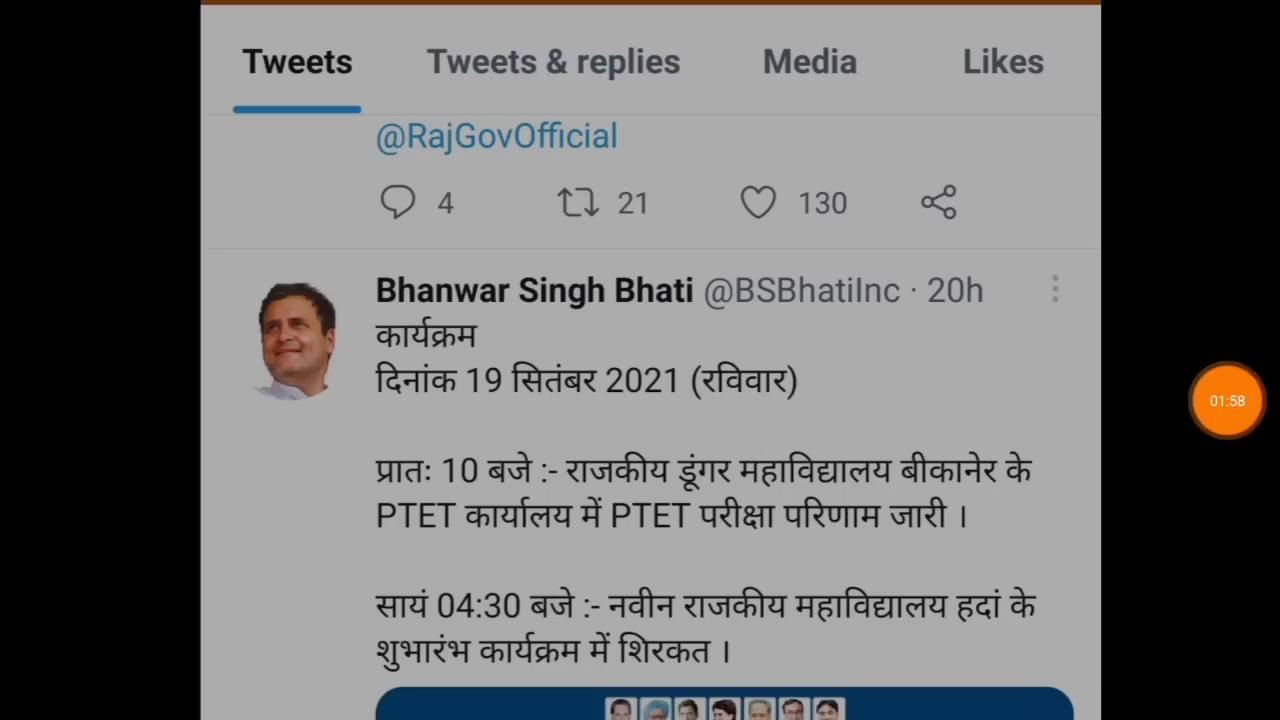 Tweets Tweets & replies Media Likes
@RajGovOfficial
4 21 130
Bhanwar Singh Bhati @BSBhatiInc · 20h
कार्यक्रम
दिनांक 19 सितंबर 2021 (रविवार)
प्रातः 10 बजे :- राजकीय डूंगर महाविद्यालय बीकानेर के
PTET कार्यालय में PTET परीक्षा परिणाम जारी ।
सायं 04:30 बजे :- नवीन राजकीय महाविद्यालय हदां के
शुभारंभ कार्यक्रम में शिरकत ।
01:58